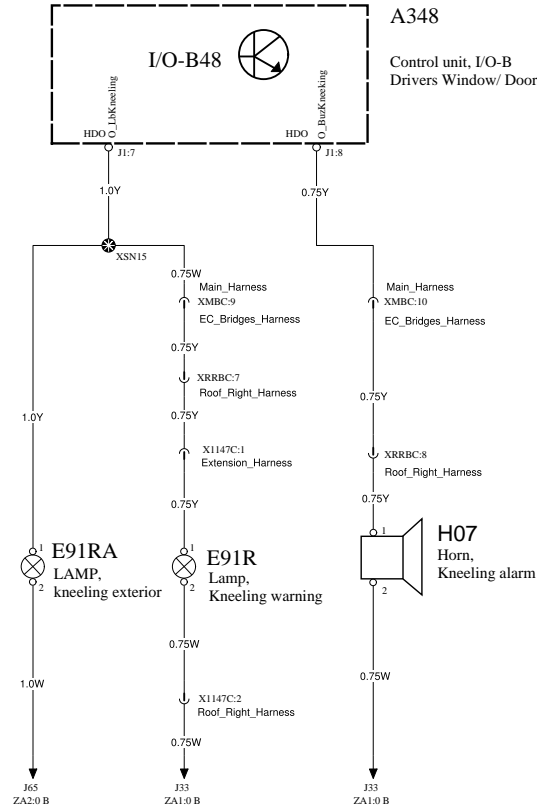 A348
I/O-B48
Control unit, I/O-B
Drivers Window/ Door
O_LbKneeling
O_BuzKneeking
HDO
HDO
J1:7
J1:8
1.0Y
0.75Y
XSN15
0.75W
Main_Harness
XMBC:9
EC_Bridges_Harness
Main_Harness
XMBC:10
EC_Bridges_Harness
0.75Y
XRRBC:7
Roof_Right_Harness
1.0Y
0.75Y
0.75Y
X1147C:1
Extension_Harness
XRRBC:8
Roof_Right_Harness
0.75Y
0.75Y
1
E91RA
LAMP,
kneeling exterior
2
1
E91R
Lamp,
Kneeling warning
2
1
H07
Horn,
Kneeling alarm
2
1.0W
0.75W
0.75W
X1147C:2
Roof_Right_Harness
0.75W
J65
ZA2:0 B
J33
ZA1:0 B
J33
ZA1:0 B